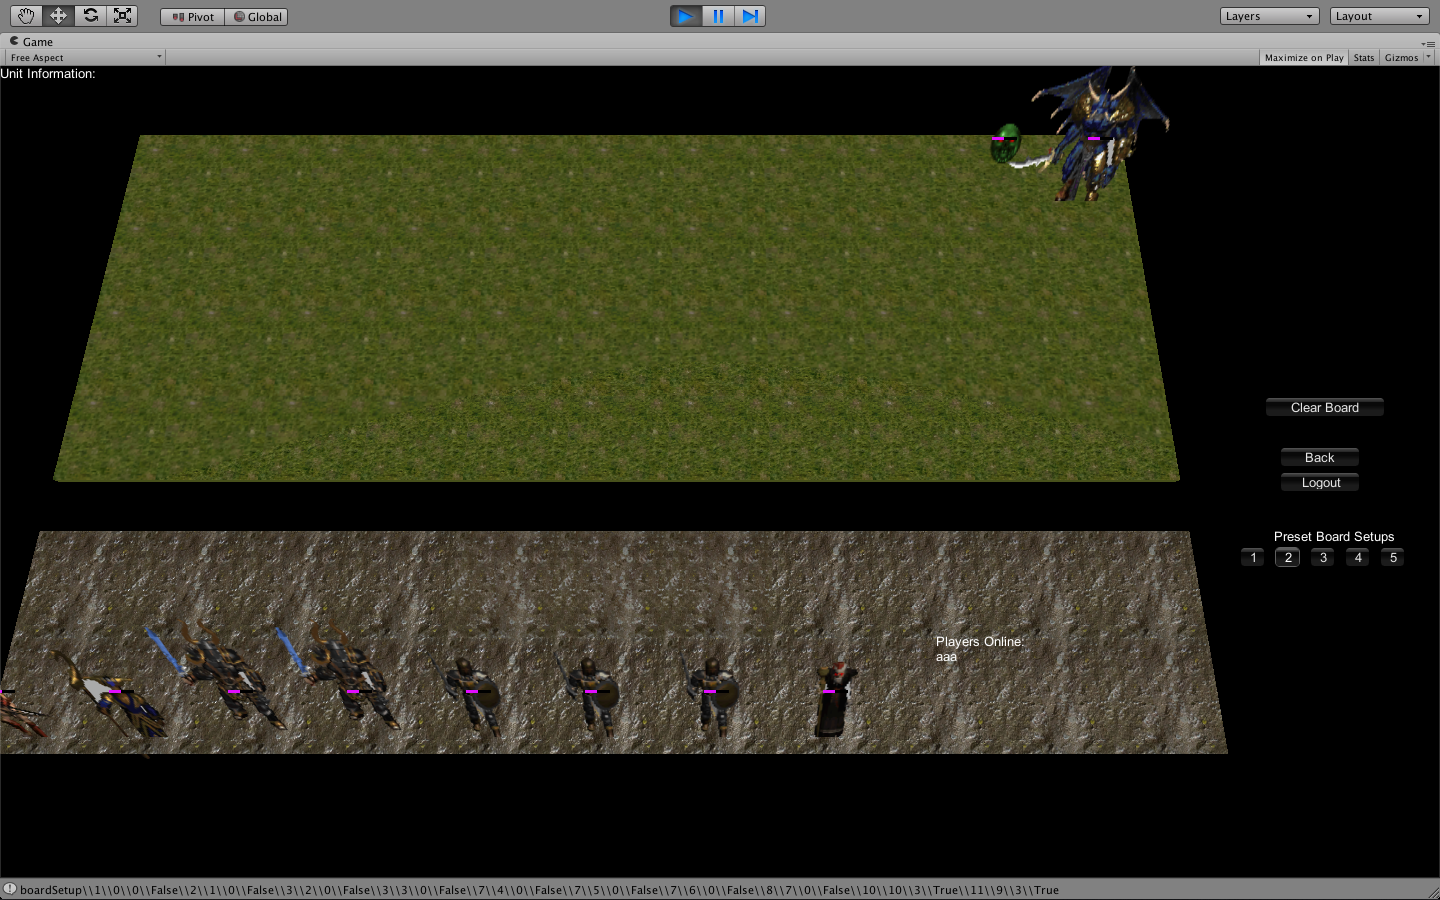 Pivot Global Layers Layout
Game
Free Aspect Maximize on Play Stats Gizmos
Unit Information:
Clear Board
Back
Logout
Preset Board Setups
1 2 3 4 5
Players Online:
aaa
boardSetup\\1\\0\\0\\False\\2\\1\\0\\False\\3\\2\\0\\False\\3\\3\\0\\False\\7\\4\\0\\False\\7\\5\\0\\False\\7\\6\\0\\False\\8\\7\\0\\False\\10\\10\\3\\True\\11\\9\\3\\True